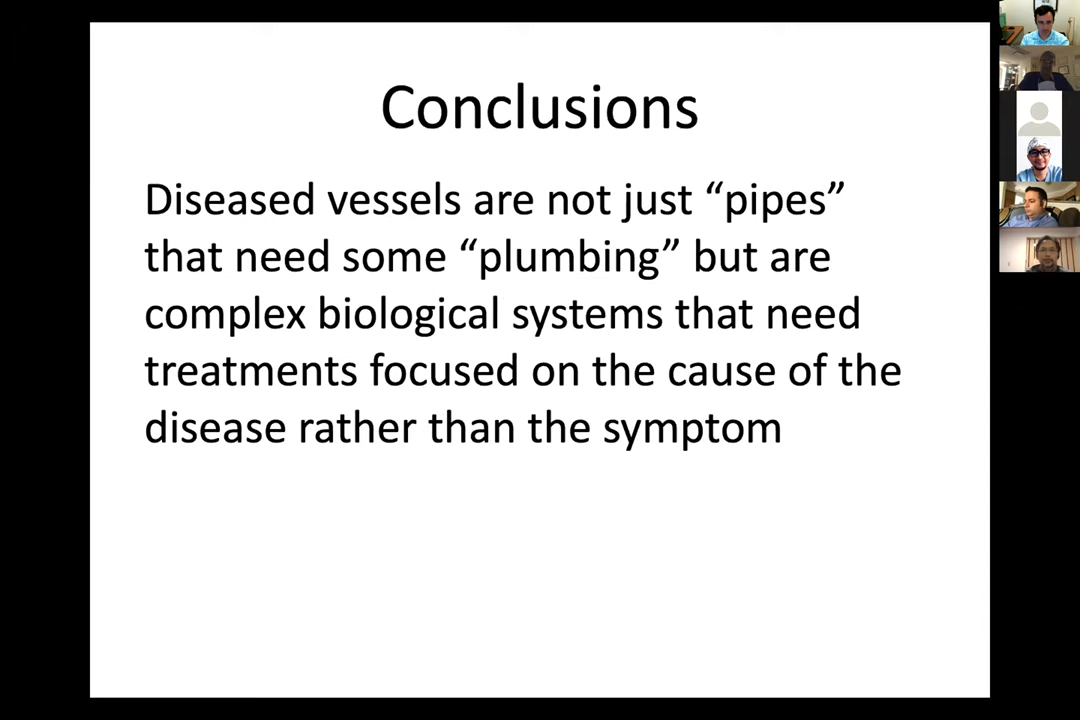 Conclusions
Diseased vessels are not just “pipes”
that need some “plumbing” but are
complex biological systems that need
treatments focused on the cause of the
disease rather than the symptom